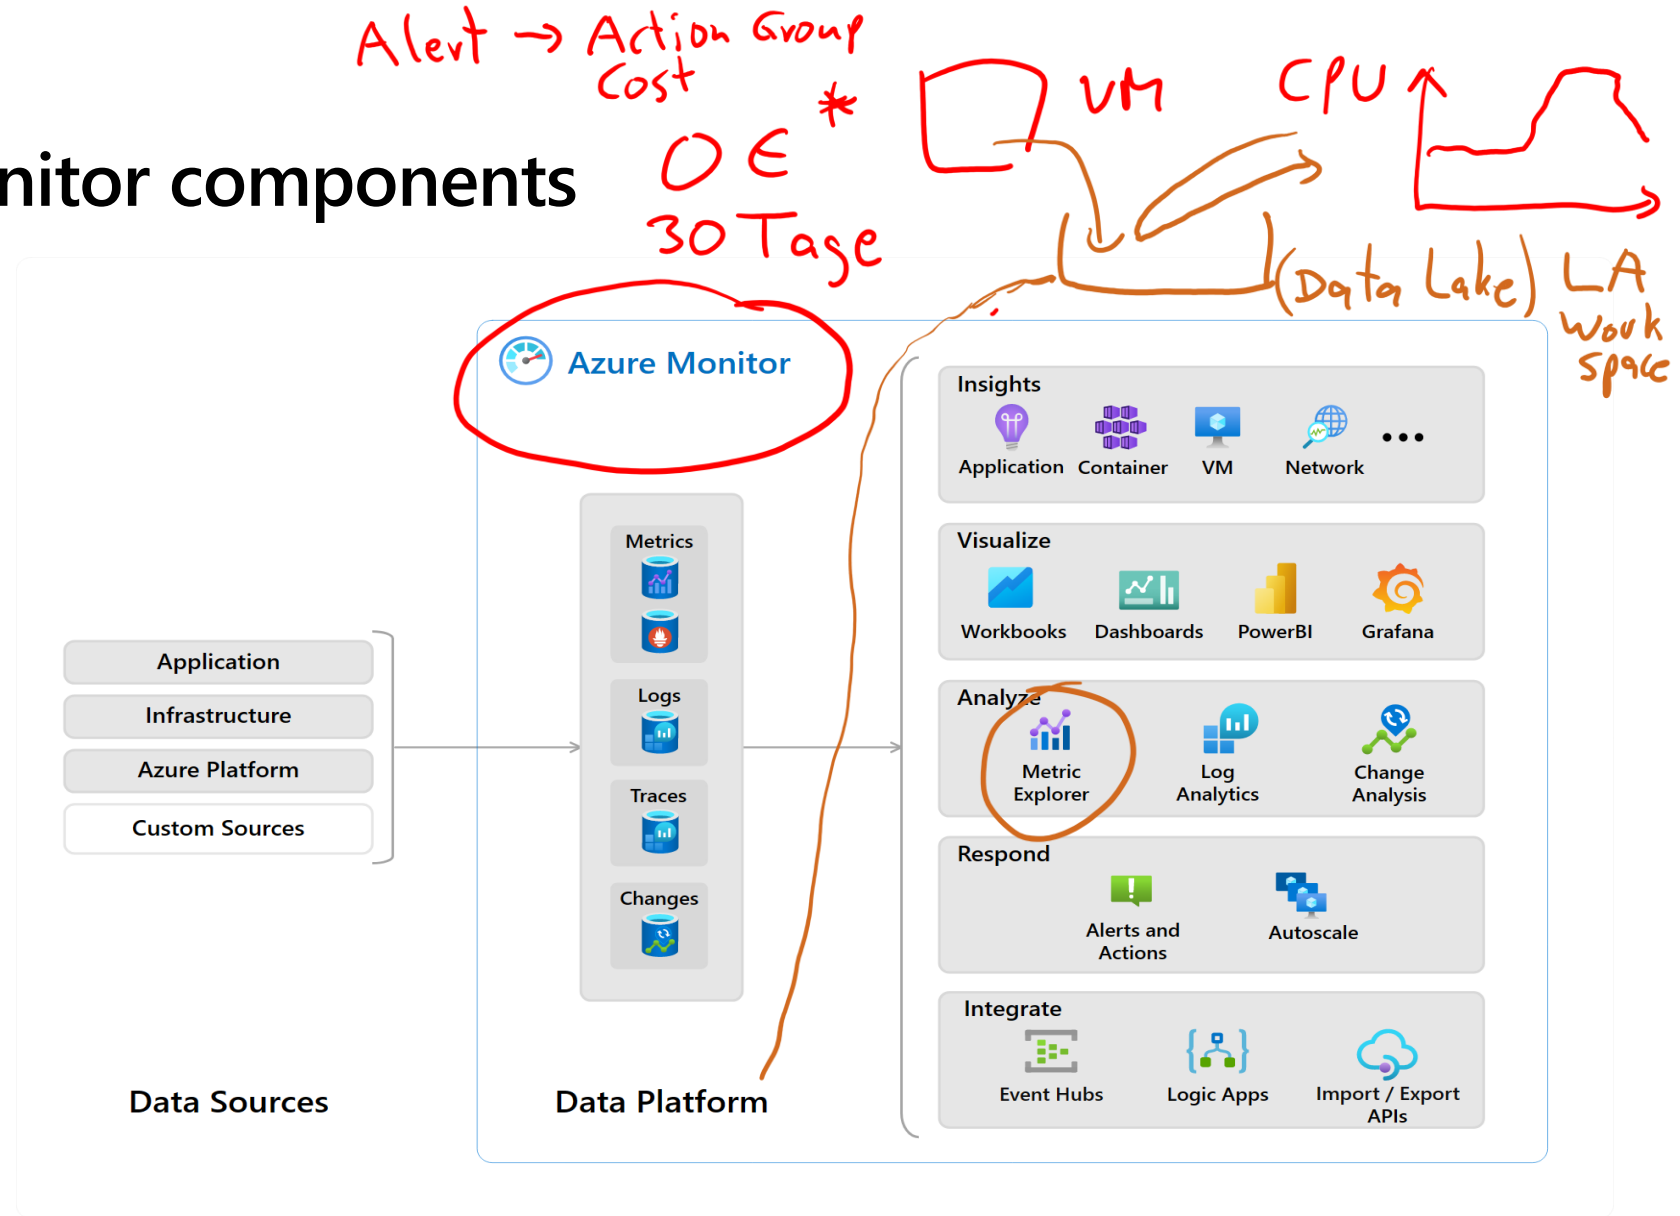 Alert → Action Group
Cost
0 € *
30 Tage
VM
CPU
(Data Lake)
LA
Work
space
nitor components
Azure Monitor
Application
Infrastructure
Azure Platform
Custom Sources
Data Sources
Metrics
Logs
Traces
Changes
Data Platform
Insights
Application Container VM Network ...
Visualize
Workbooks Dashboards PowerBI Grafana
Analyze
Metric Explorer
Log Analytics
Change Analysis
Respond
Alerts and Actions
Autoscale
Integrate
Event Hubs
Logic Apps
Import / Export APIs